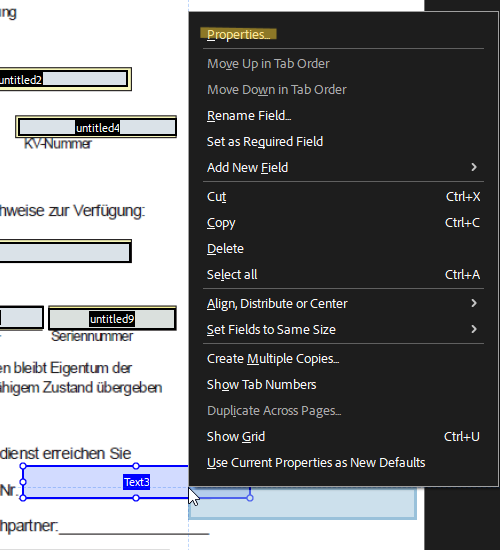 ng
Properties...
Move Up in Tab Order
untitled2
Move Down in Tab Order
Rename Field...
untitled4
KV-Nummer
Set as Required Field
Add New Field
Cut Ctrl+X
hweise zur Verfügung:
Copy Ctrl+C
Delete
Select all Ctrl+A
Align, Distribute or Center
untitled9
Set Fields to Same Size
Seriennummer
Create Multiple Copies...
en bleibt Eigentum der
Show Tab Numbers
ähigem Zustand übergeben
Duplicate Across Pages...
Show Grid Ctrl+U
dienst erreichen Sie
Use Current Properties as New Defaults
Text3
Nr.
hpartner: